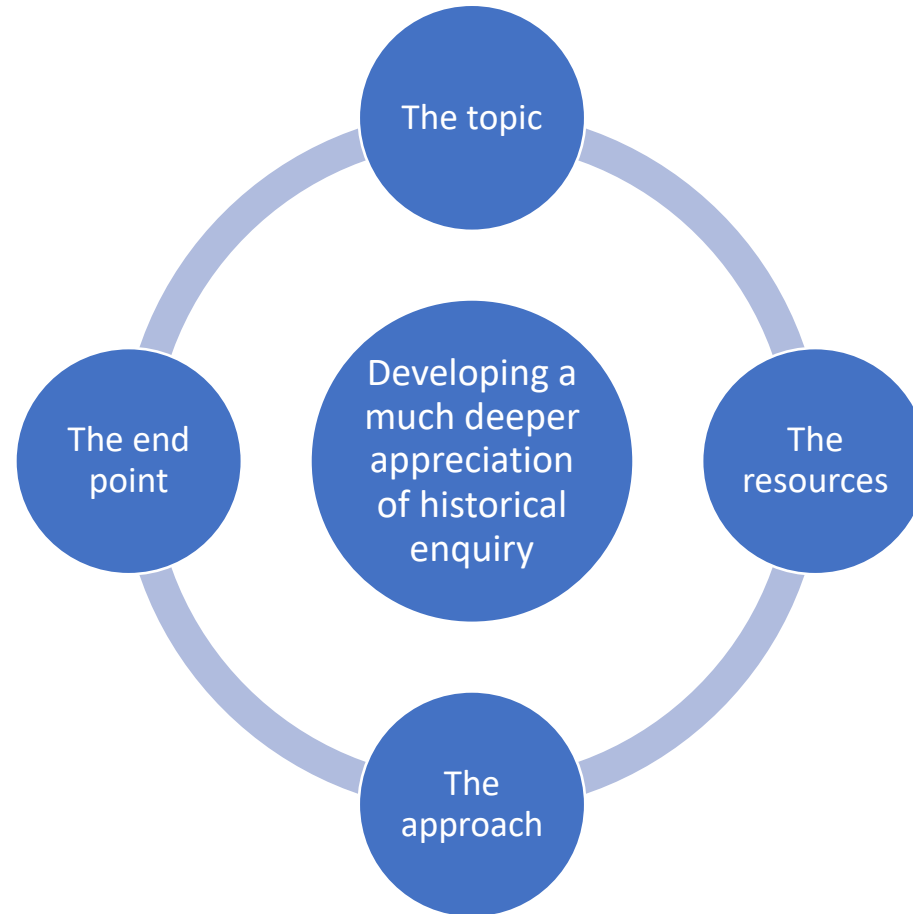 The topic
Developing a
much deeper
appreciation
of historical
enquiry
The end
point
The
resources
The
approach